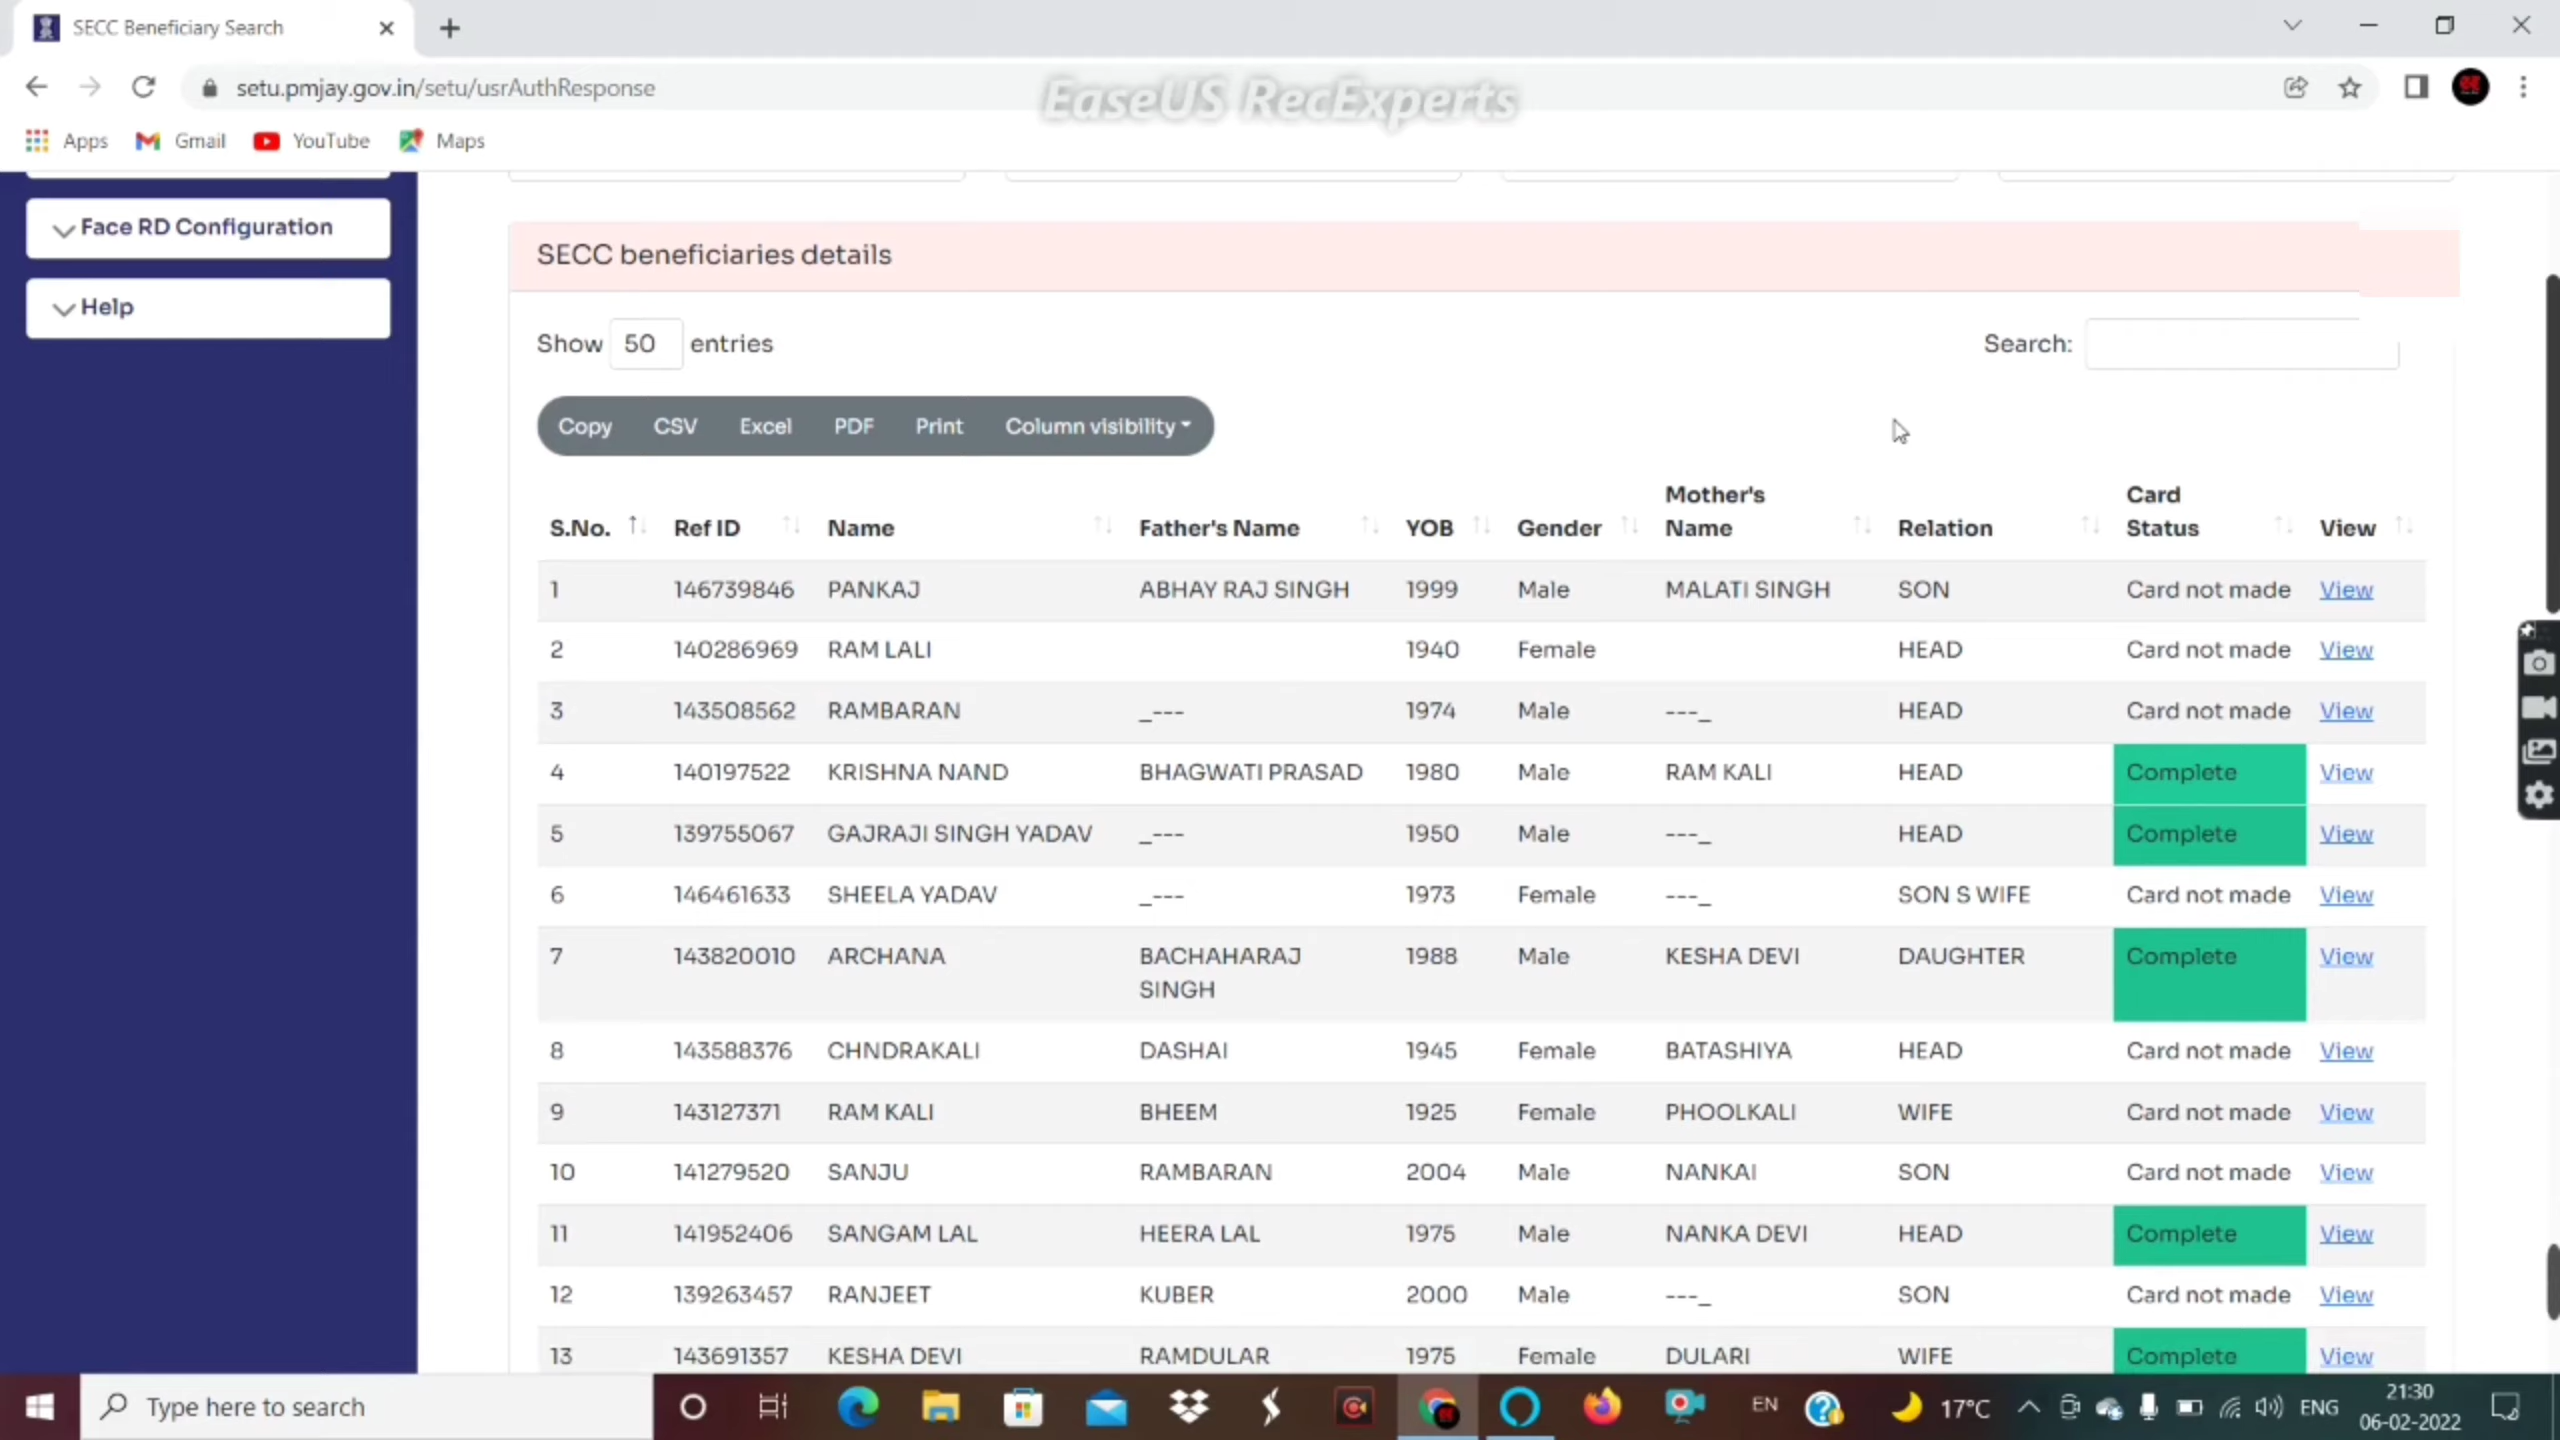 SECC Beneficiary Search
setu.pmjay.gov.in/setu/usrAuthResponse
EaseUS RecExperts
Apps Gmail YouTube Maps
Face RD Configuration
Help
SECC beneficiaries details
Show 50 entries Search:
Copy CSV Excel PDF Print Column visibility
S.No. Ref ID Name Father's Name YOB Gender Mother's Name Relation Card Status View
1 146739846 PANKAJ ABHAY RAJ SINGH 1999 Male MALATI SINGH SON Card not made View
2 140286969 RAM LALI 1940 Female HEAD Card not made View
3 143508562 RAMBARAN _--- 1974 Male ---_ HEAD Card not made View
4 140197522 KRISHNA NAND BHAGWATI PRASAD 1980 Male RAM KALI HEAD Complete View
5 139755067 GAJRAJI SINGH YADAV _--- 1950 Male ---_ HEAD Complete View
6 146461633 SHEELA YADAV _--- 1973 Female ---_ SON S WIFE Card not made View
7 143820010 ARCHANA BACHAHARAJ SINGH 1988 Male KESHA DEVI DAUGHTER Complete View
8 143588376 CHNDRAKALI DASHAI 1945 Female BATASHIYA HEAD Card not made View
9 143127371 RAM KALI BHEEM 1925 Female PHOOLKALI WIFE Card not made View
10 141279520 SANJU RAMBARAN 2004 Male NANKAI SON Card not made View
11 141952406 SANGAM LAL HEERA LAL 1975 Male NANKA DEVI HEAD Complete View
12 139263457 RANJEET KUBER 2000 Male ---_ SON Card not made View
13 143691357 KESHA DEVI RAMDULAR 1975 Female DULARI WIFE Complete View
Type here to search
EN 17°C ENG 21:30
06-02-2022